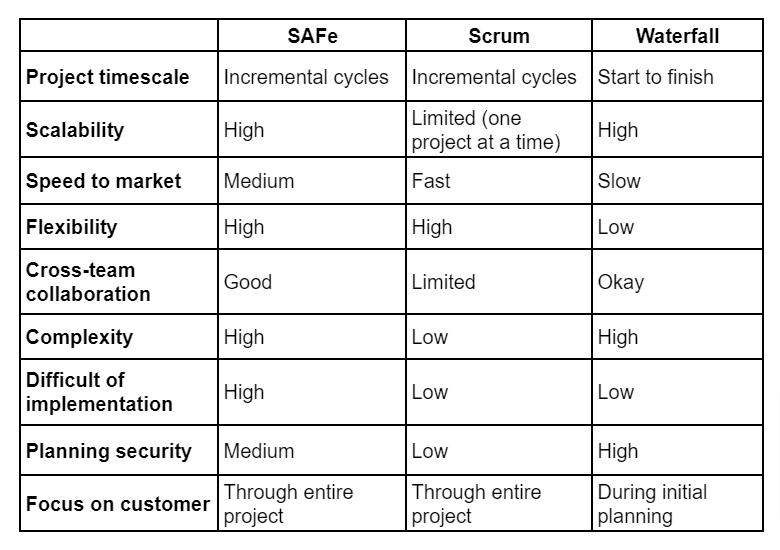 SAFe Scrum Waterfall
Project timescale Incremental cycles Incremental cycles Start to finish
Scalability High Limited (one
project at a time) High
Speed to market Medium Fast Slow
Flexibility High High Low
Cross-team
collaboration Good Limited Okay
Complexity High Low High
Difficult of
implementation High Low Low
Planning security Medium Low High
Focus on customer Through entire
project Through entire
project During initial
planning